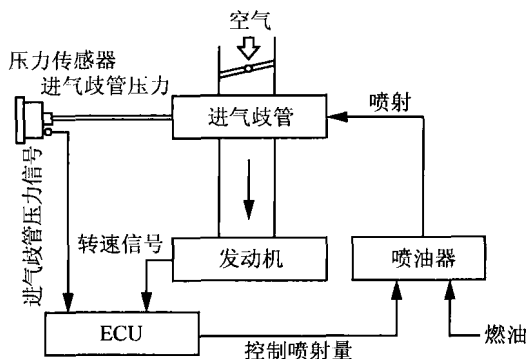 空气
压力传感器
进气歧管压力
进气歧管
喷射
进气歧管压力信号
转速信号
发动机
喷油器
ECU
控制喷射量
燃油